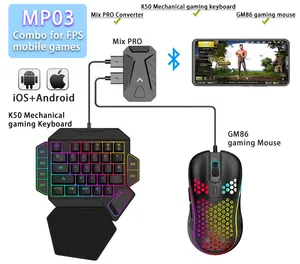 MP03
Combo for FPS
mobile games
iOS+Android
K50 Mechanical gaming keyboard
Mix PRO Converter
GM86 gaming mouse
Mix PRO
K50 Mechanical
gaming Keyboard
GM86
gaming Mouse